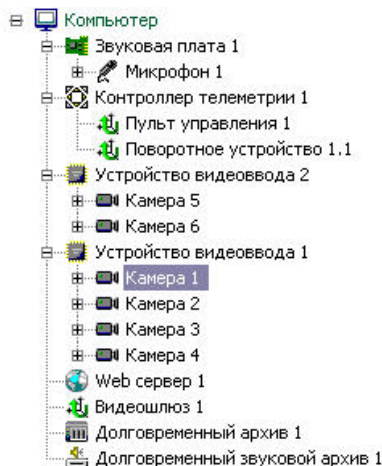 Компьютер
Звуковая плата 1
Микрофон 1
Контроллер телеметрии 1
Пульт управления 1
Поворотное устройство 1.1
Устройство видеоввода 2
Камера 5
Камера 6
Устройство видеоввода 1
Камера 1
Камера 2
Камера 3
Камера 4
Web сервер 1
Видеошлюз 1
Долговременный архив 1
Долговременный звуковой архив 1